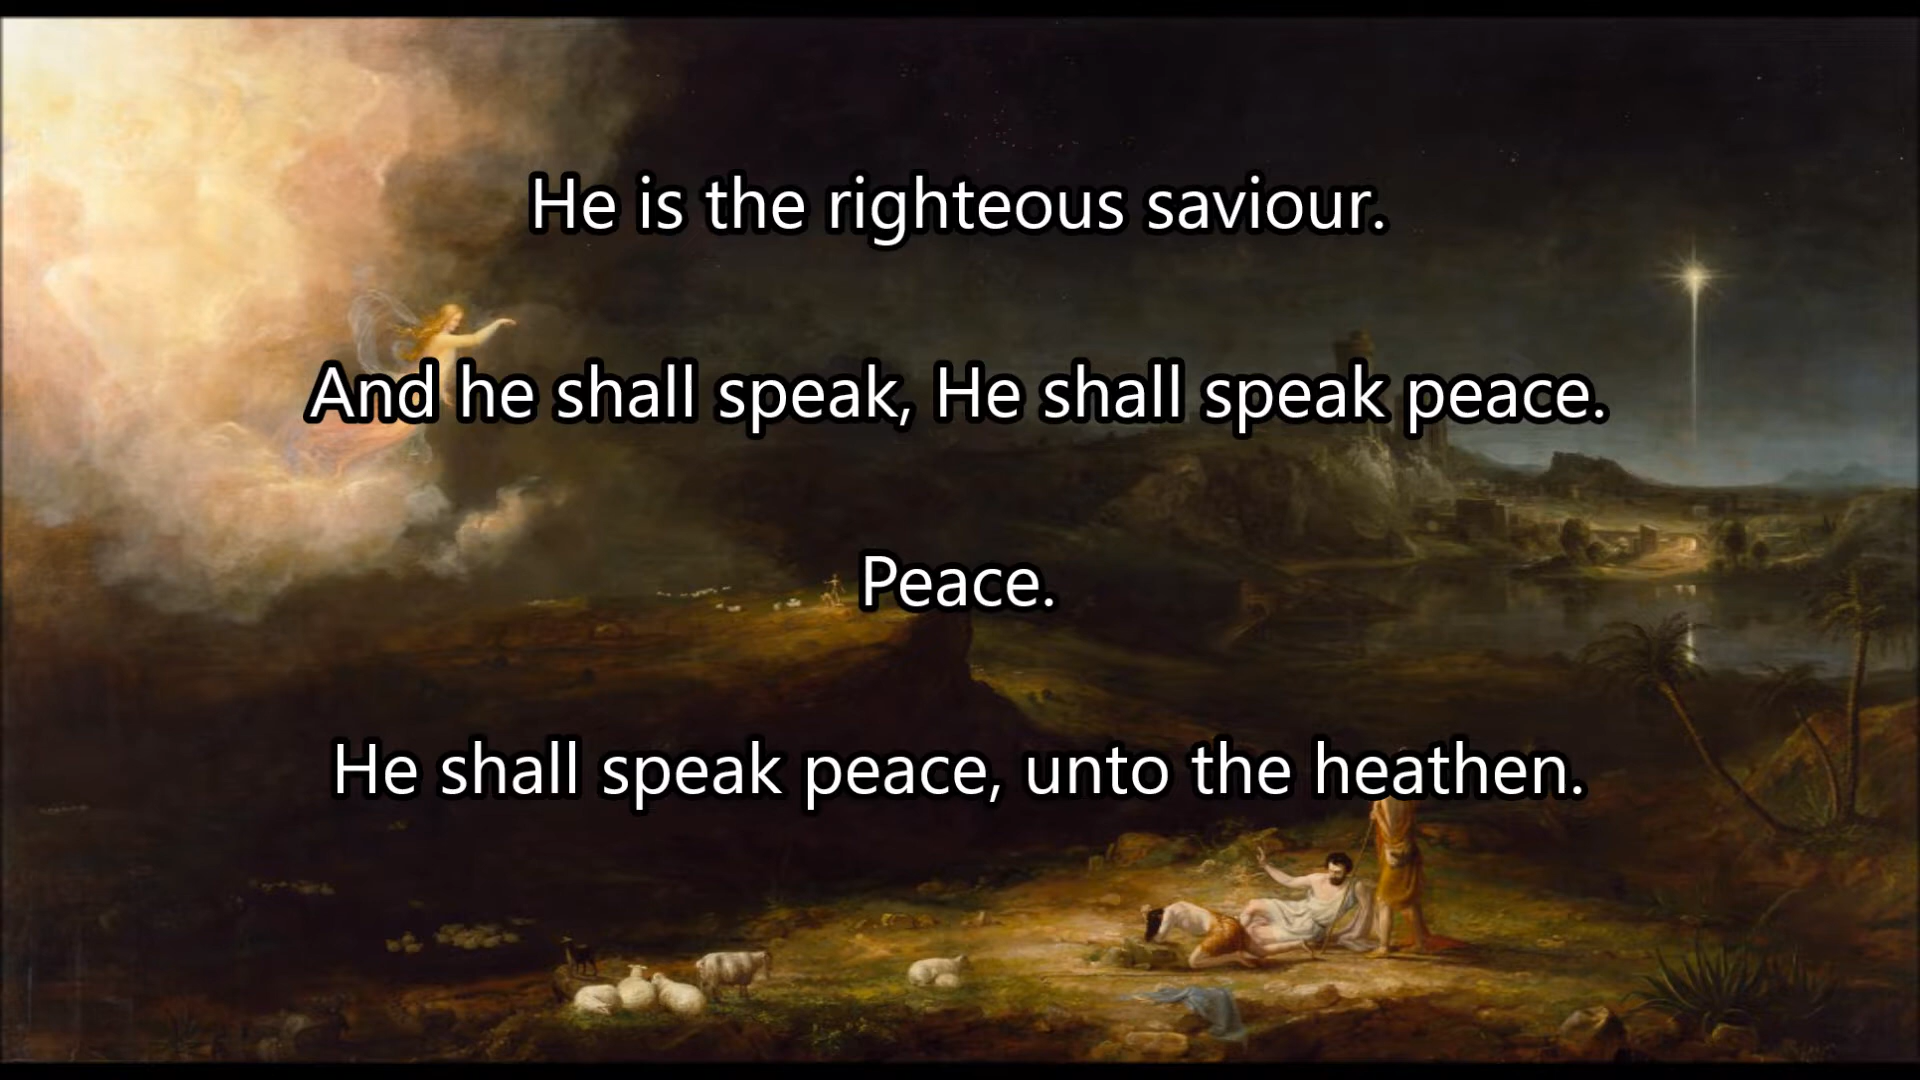 He is the righteous saviour.
And he shall speak, He shall speak peace.
Peace.
He shall speak peace, unto the heathen.